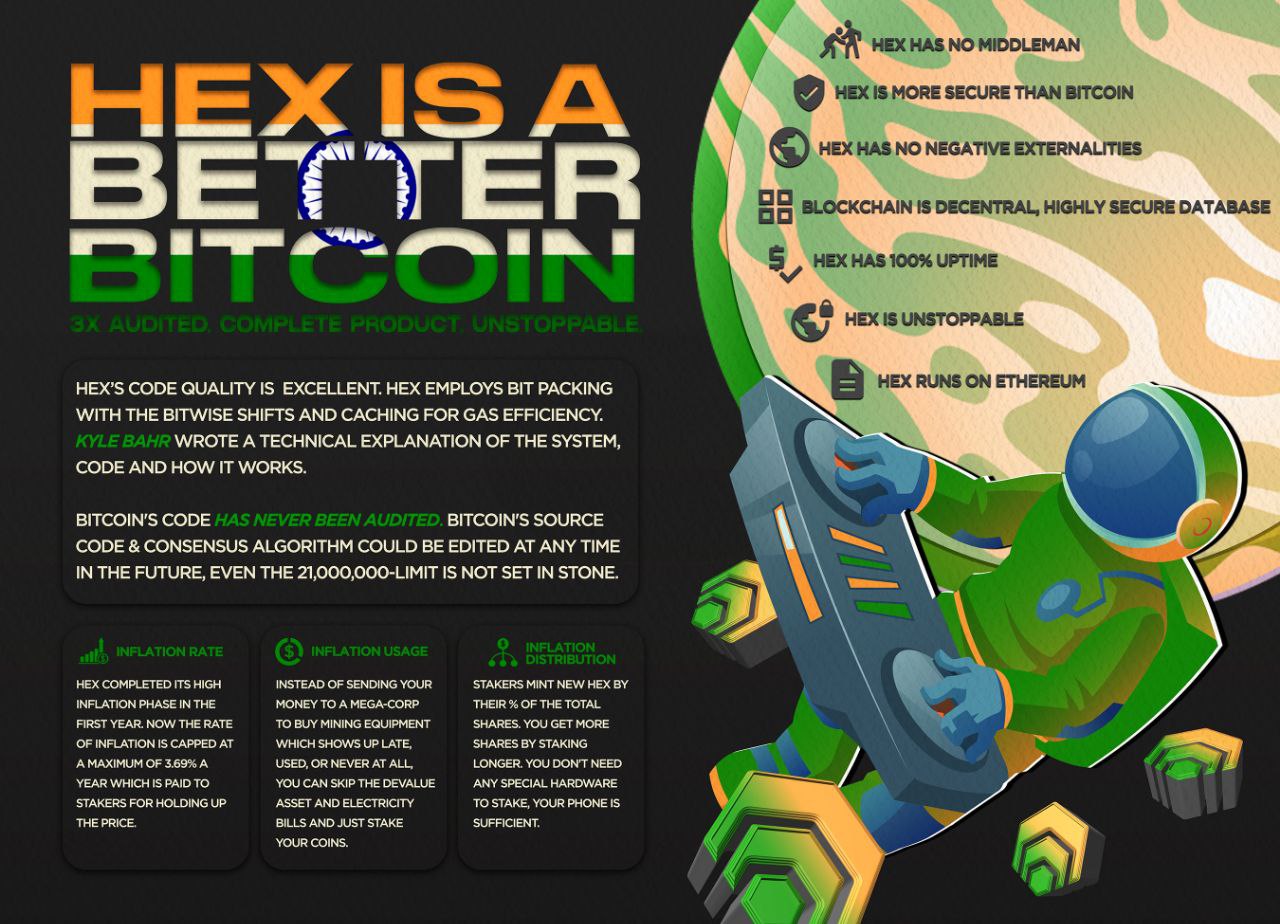 HEX IS A
BETTER
BITCOIN
3X AUDITED. COMPLETE PRODUCT. UNSTOPPABLE.
HEX'S CODE QUALITY IS EXCELLENT. HEX EMPLOYS BIT PACKING
WITH THE BITWISE SHIFTS AND CACHING FOR GAS EFFICIENCY.
KYLE BAHR WROTE A TECHNICAL EXPLANATION OF THE SYSTEM,
CODE AND HOW IT WORKS.
BITCOIN'S CODE HAS NEVER BEEN AUDITED. BITCOIN'S SOURCE
CODE & CONSENSUS ALGORITHM COULD BE EDITED AT ANY TIME
IN THE FUTURE, EVEN THE 21,000,000-LIMIT IS NOT SET IN STONE.
INFLATION RATE
HEX COMPLETED ITS HIGH
INFLATION PHASE IN THE
FIRST YEAR. NOW THE RATE
OF INFLATION IS CAPPED AT
A MAXIMUM OF 3.69% A
YEAR WHICH IS PAID TO
STAKERS FOR HOLDING UP
THE PRICE.
INFLATION USAGE
INSTEAD OF SENDING YOUR
MONEY TO A MEGA-CORP
TO BUY MINING EQUIPMENT
WHICH SHOWS UP LATE,
USED, OR NEVER AT ALL,
YOU CAN SKIP THE DEVALUE
ASSET AND ELECTRICITY
BILLS AND JUST STAKE
YOUR COINS.
INFLATION
DISTRIBUTION
STAKERS MINT NEW HEX BY
THEIR % OF THE TOTAL
SHARES. YOU GET MORE
SHARES BY STAKING
LONGER. YOU DON'T NEED
ANY SPECIAL HARDWARE
TO STAKE, YOUR PHONE IS
SUFFICIENT.
HEX HAS NO MIDDLEMAN
HEX IS MORE SECURE THAN BITCOIN
HEX HAS NO NEGATIVE EXTERNALITIES
BLOCKCHAIN IS DECENTRAL, HIGHLY SECURE DATABASE
HEX HAS 100% UPTIME
HEX IS UNSTOPPABLE
HEX RUNS ON ETHEREUM